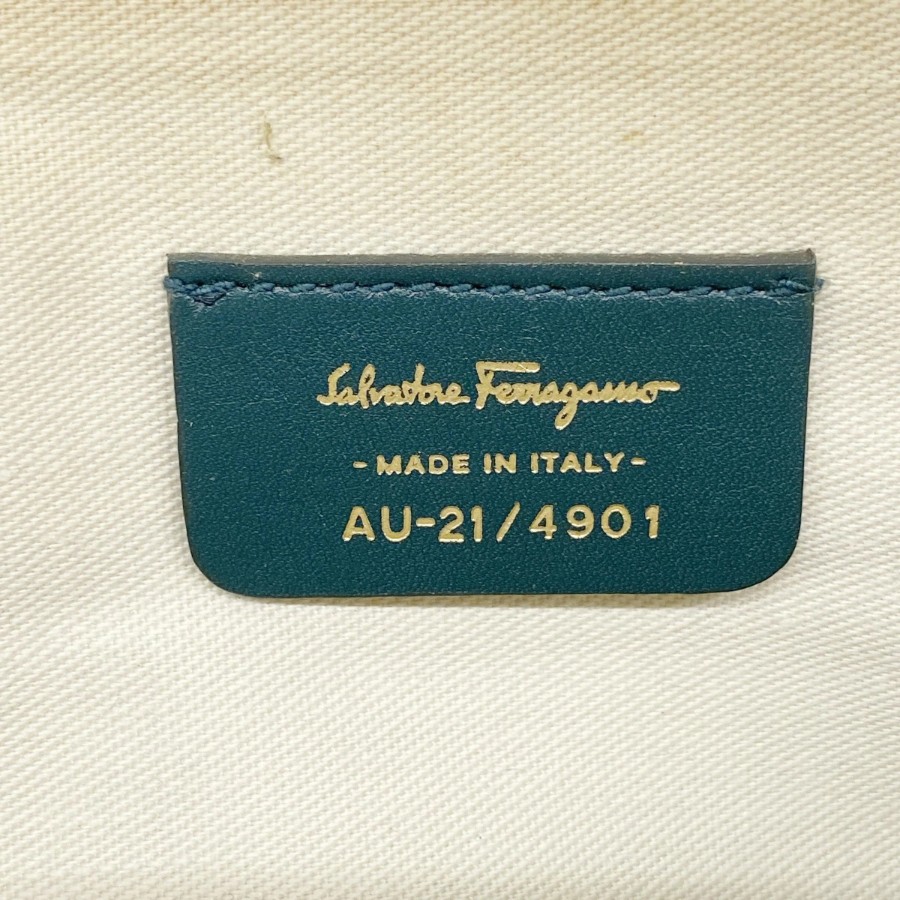 Salvatore Ferragamo
- MADE IN ITALY -
AU-21/4901